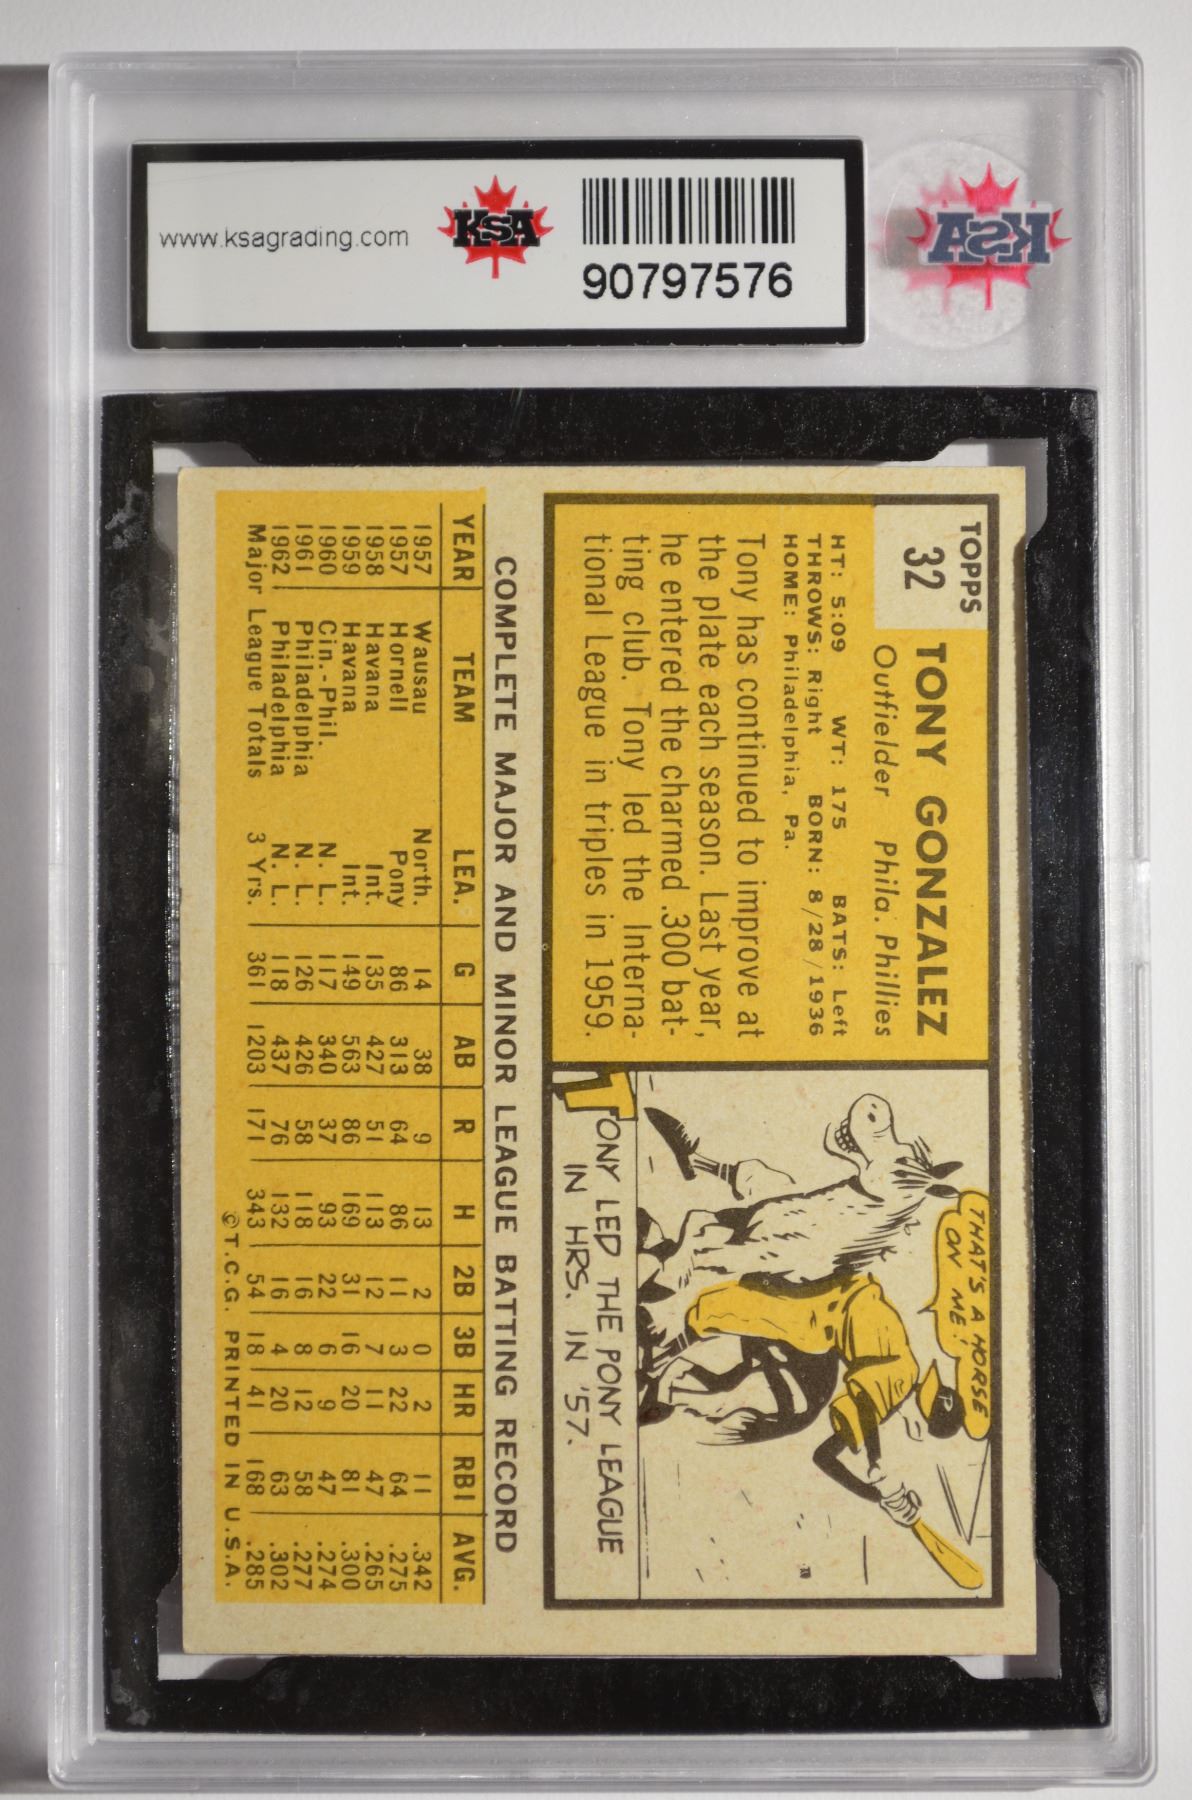 www.ksagrading.com
KSA
90797576
KSA
TOPPS
32
TONY GONZALEZ
Outfielder Phila. Phillies
HT: 5:09 WT: 175 BATS: Left
THROWS: Right BORN: 8/28/1936
HOME: Philadelphia, Pa.
Tony has continued to improve at
the plate each season. Last year,
he entered the charmed .300 bat-
ting club. Tony led the Interna-
tional League in triples in 1959.
THAT'S A HORSE
ON ME!
P
TONY LED THE PONY LEAGUE
IN HRS. IN '57.
COMPLETE MAJOR AND MINOR LEAGUE BATTING RECORD
YEAR TEAM LEA. G AB R H 2B 3B HR RBI AVG.
1957 Wausau North. 14 38 9 13 2 0 2 11 .342
1957 Hornell Pony 86 313 64 86 11 3 22 64 .275
1958 Havana Int. 135 427 51 113 12 7 11 47 .265
1959 Havana Int. 149 563 86 169 31 16 20 81 .300
1960 Cin.-Phil. N. L. 117 340 37 93 22 6 9 47 .274
1961 Philadelphia N. L. 126 426 58 118 16 8 12 58 .277
1962 Philadelphia N. L. 118 437 76 132 16 4 20 63 .302
Major League Totals 3 Yrs. 361 1203 171 343 54 18 41 168 .285
©T.C.G. PRINTED IN U.S.A.